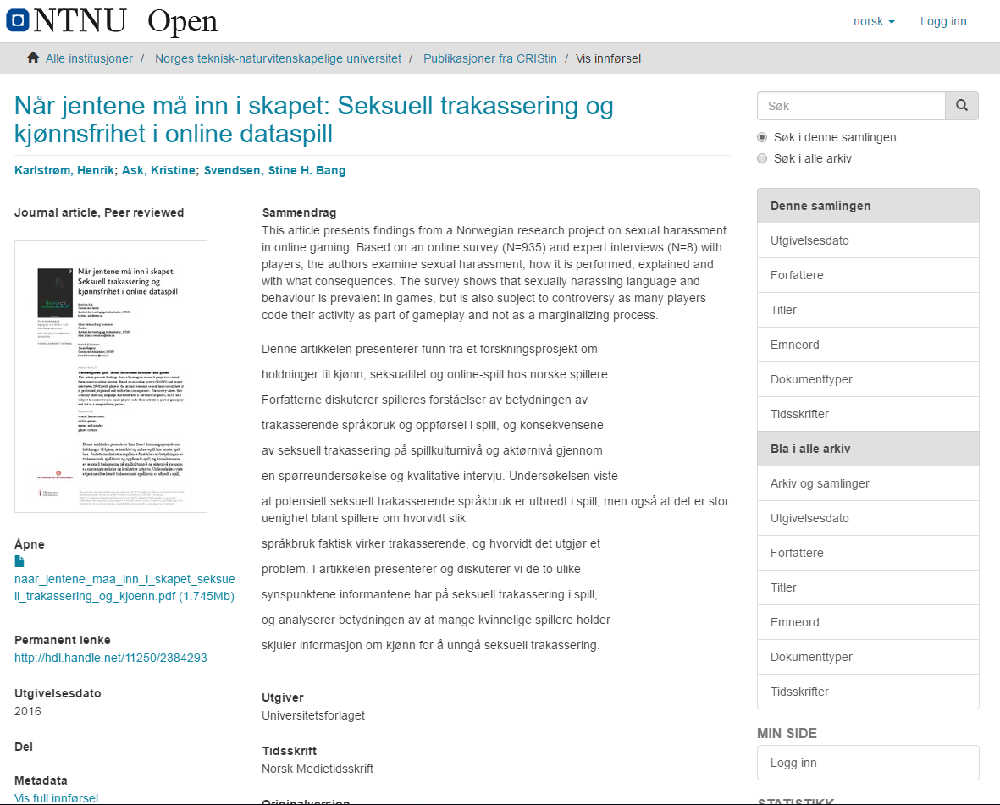 NTNU Open
norsk
Logg inn
Alle institusjoner / Norges teknisk-naturvitenskapelige universitet / Publikasjoner fra CRIStin / Vis innførsel
Når jentene må inn i skapet: Seksuell trakassering og
kjønnsfrihet i online dataspill
Karlstrøm, Henrik; Ask, Kristine; Svendsen, Stine H. Bang
Journal article, Peer reviewed
Når jentene må inn i skapet:
Seksuell trakassering og
kjønnsfrihet i online dataspill
Åpne
naar_jentene_maa_inn_i_skapet_seksue
ll_trakassering_og_kjoenn.pdf (1.745Mb)
Permanent lenke
http://hdl.handle.net/11250/2384293
Utgivelsesdato
2016
Del
Metadata
Vis full innførsel
Sammendrag
This article presents findings from a Norwegian research project on sexual harassment
in online gaming. Based on an online survey (N=935) and expert interviews (N=8) with
players, the authors examine sexual harassment, how it is performed, explained and
with what consequences. The survey shows that sexually harassing language and
behaviour is prevalent in games, but is also subject to controversy as many players
code their activity as part of gameplay and not as a marginalizing process.
Denne artikkelen presenterer funn fra et forskningsprosjekt om
holdninger til kjønn, seksualitet og online-spill hos norske spillere.
Forfatterne diskuterer spilleres forståelser av betydningen av
trakasserende språkbruk og oppførsel i spill, og konsekvensene
av seksuell trakassering på spillkulturnivå og aktørnivå gjennom
en spørreundersøkelse og kvalitative intervju. Undersøkelsen viste
at potensielt seksuelt trakasserende språkbruk er utbredt i spill, men også at det er stor
uenighet blant spillere om hvorvidt slik
språkbruk faktisk virker trakasserende, og hvorvidt det utgjør et
problem. I artikkelen presenterer og diskuterer vi de to ulike
synspunktene informantene har på seksuell trakassering i spill,
og analyserer betydningen av at mange kvinnelige spillere holder
skjuler informasjon om kjønn for å unngå seksuell trakassering.
Utgiver
Universitetsforlaget
Tidsskrift
Norsk Medietidsskrift
Originalversjon
Søk
Søk i denne samlingen
Søk i alle arkiv
Denne samlingen
Utgivelsesdato
Forfattere
Titler
Emneord
Dokumenttyper
Tidsskrifter
Bla i alle arkiv
Arkiv og samlinger
Utgivelsesdato
Forfattere
Titler
Emneord
Dokumenttyper
Tidsskrifter
MIN SIDE
Logg inn
STATISTIKK